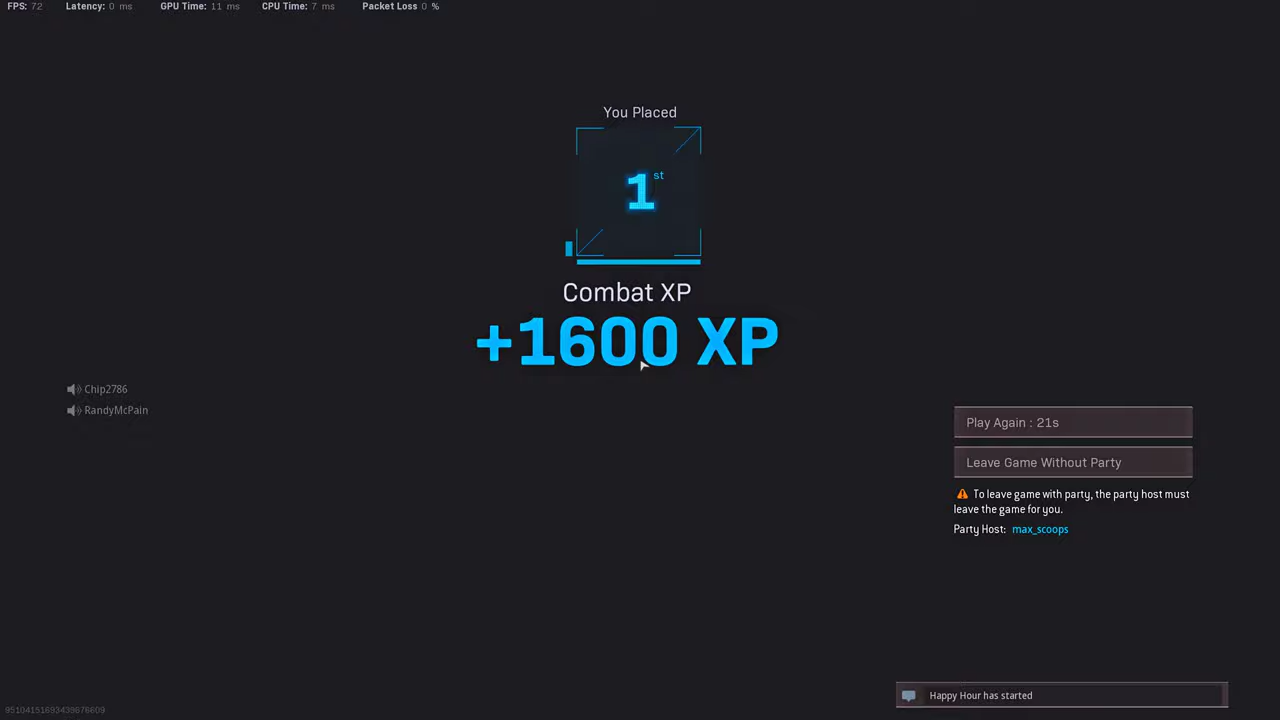 FPS: 72 Latency: 0 ms GPU Time: 11 ms CPU Time: 7 ms Packet Loss 0 %
You Placed
1st
Combat XP
+1600 XP
Chip2786
RandyMcPain
Play Again : 21s
Leave Game Without Party
To leave game with party, the party host must
leave the game for you.
Party Host: max_scoops
Happy Hour has started